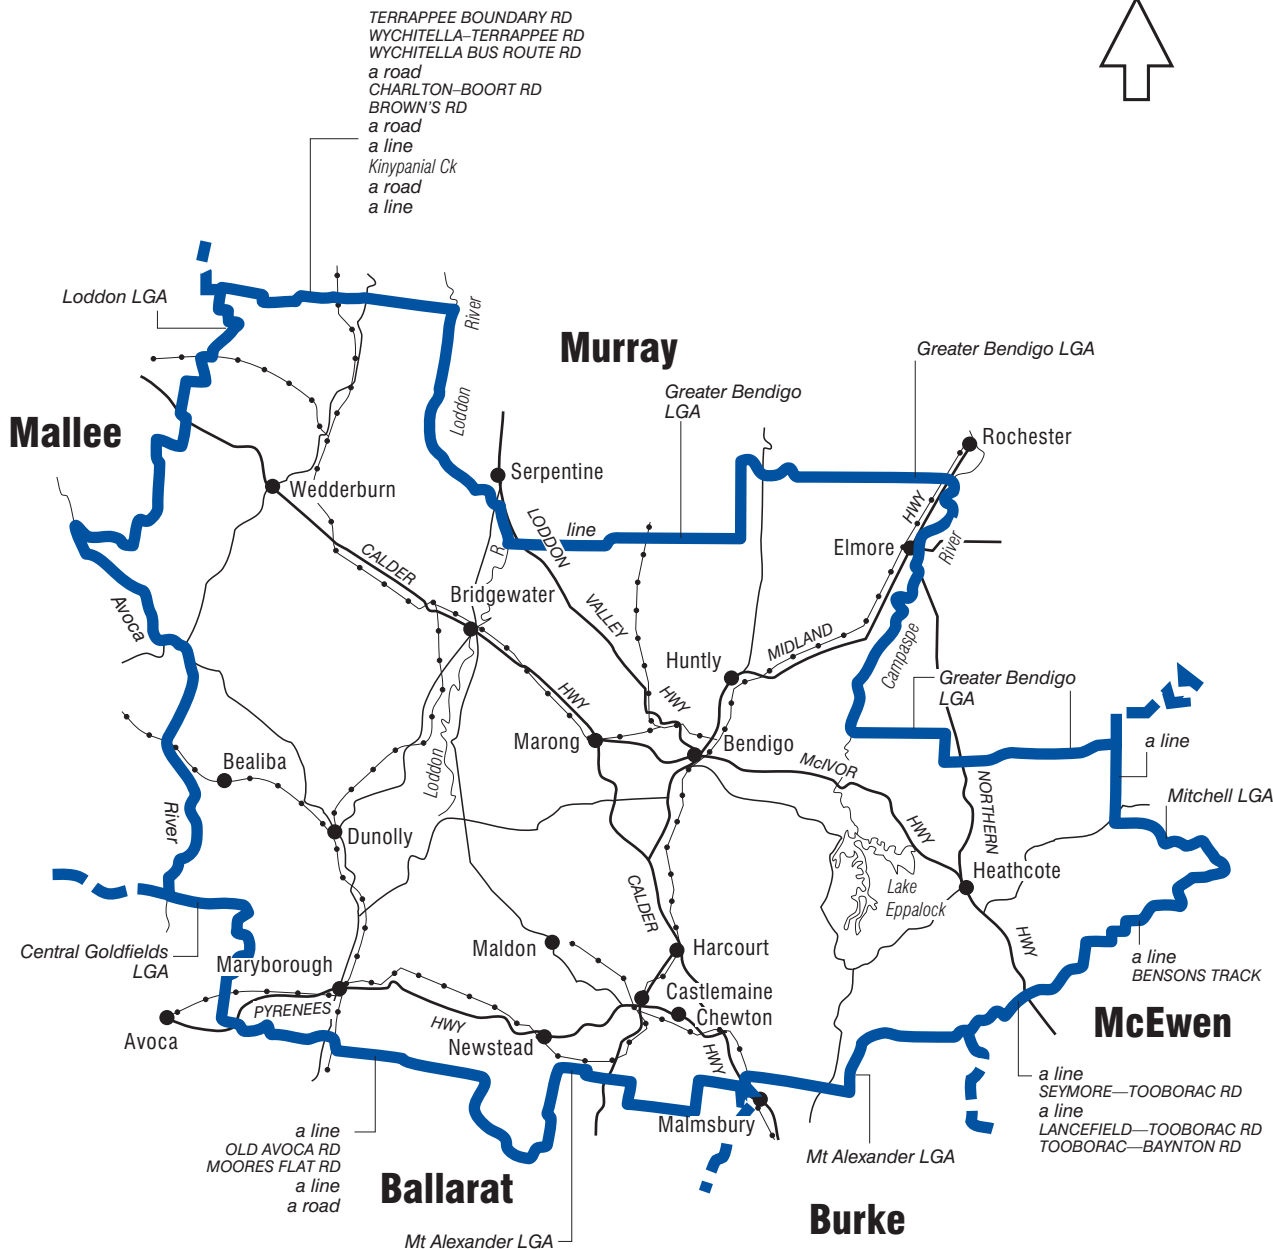 TERRAPPEE BOUNDARY RD
WYCHITELLA–TERRAPPEE RD
WYCHITELLA BUS ROUTE RD
a road
CHARLTON–BOORT RD
BROWN'S RD
a road
a line
Kinypanial Ck
a road
a line
Loddon LGA
River
Murray
Greater Bendigo LGA
Greater Bendigo
LGA
Mallee
Loddon
Rochester
Serpentine
Wedderburn
HWY
LODDON
line
Elmore
River
R
CALDER
Bridgewater
Avoca
VALLEY
MIDLAND
Huntly
Campaspe
Greater Bendigo
LGA
HWY
HWY
Marong
Bendigo
a line
Bealiba
McIVOR
Loddon
NORTHERN
Mitchell LGA
River
Dunolly
HWY
Heathcote
Lake
Eppalock
CALDER
Central Goldfields
LGA
Maryborough
Maldon
Harcourt
HWY
a line
BENSONS TRACK
Castlemaine
PYRENEES
Chewton
McEwen
Avoca
HWY
Newstead
HWY
a line
SEYMORE—TOOBORAC RD
a line
LANCEFIELD—TOOBORAC RD
TOOBORAC—BAYNTON RD
Malmsbury
a line
OLD AVOCA RD
MOORES FLAT RD
a line
a road
Mt Alexander LGA
Ballarat
Burke
Mt Alexander LGA